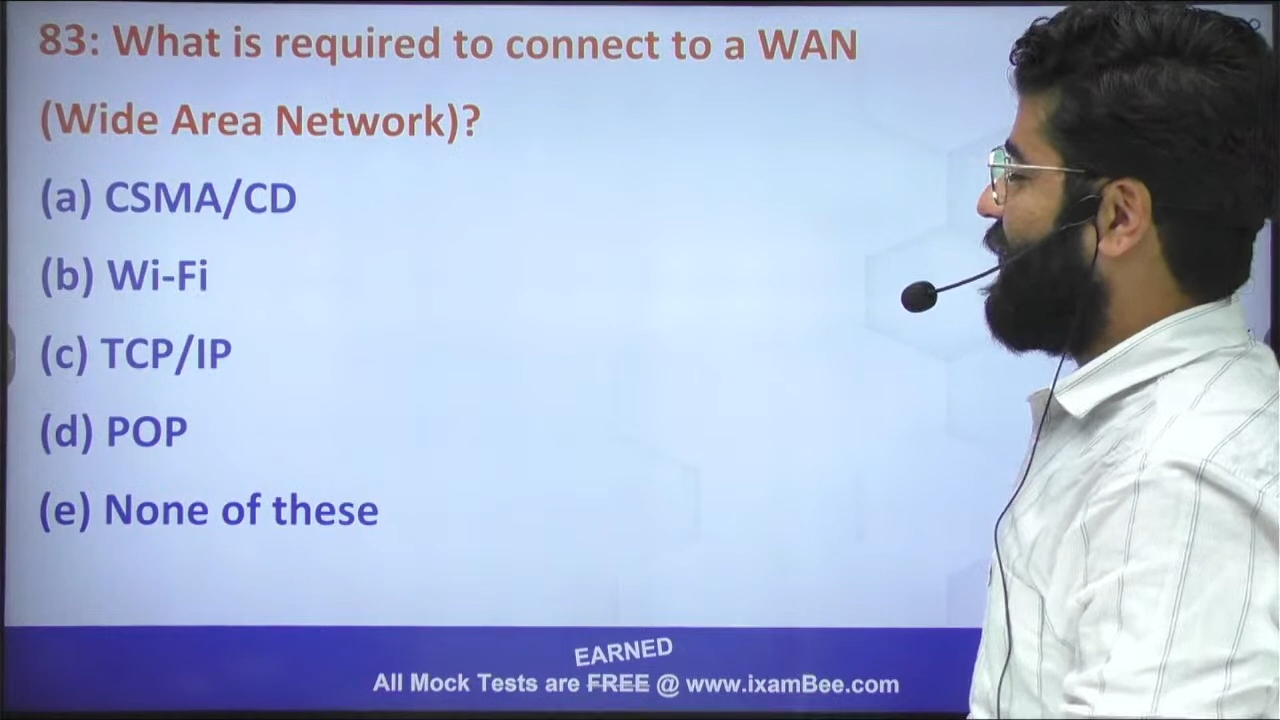 83: What is required to connect to a WAN
(Wide Area Network)?
(a) CSMA/CD
(b) Wi-Fi
(c) TCP/IP
(d) POP
(e) None of these
EARNED
All Mock Tests are FREE @ www.ixamBee.com